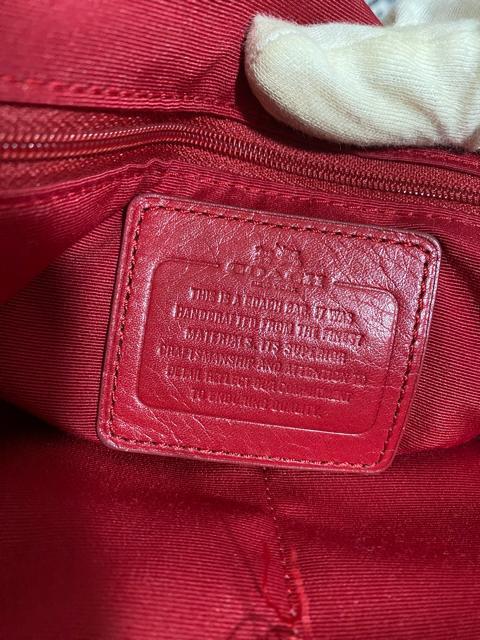 COACH
THIS IS A COACH BAG. IT WAS
HANDCRAFTED FROM THE FINEST
MATERIALS. ITS SUPERIOR
CRAFTSMANSHIP AND ATTENTION TO
DETAIL REFLECT OUR COMMITMENT
TO ENDURING QUALITY.